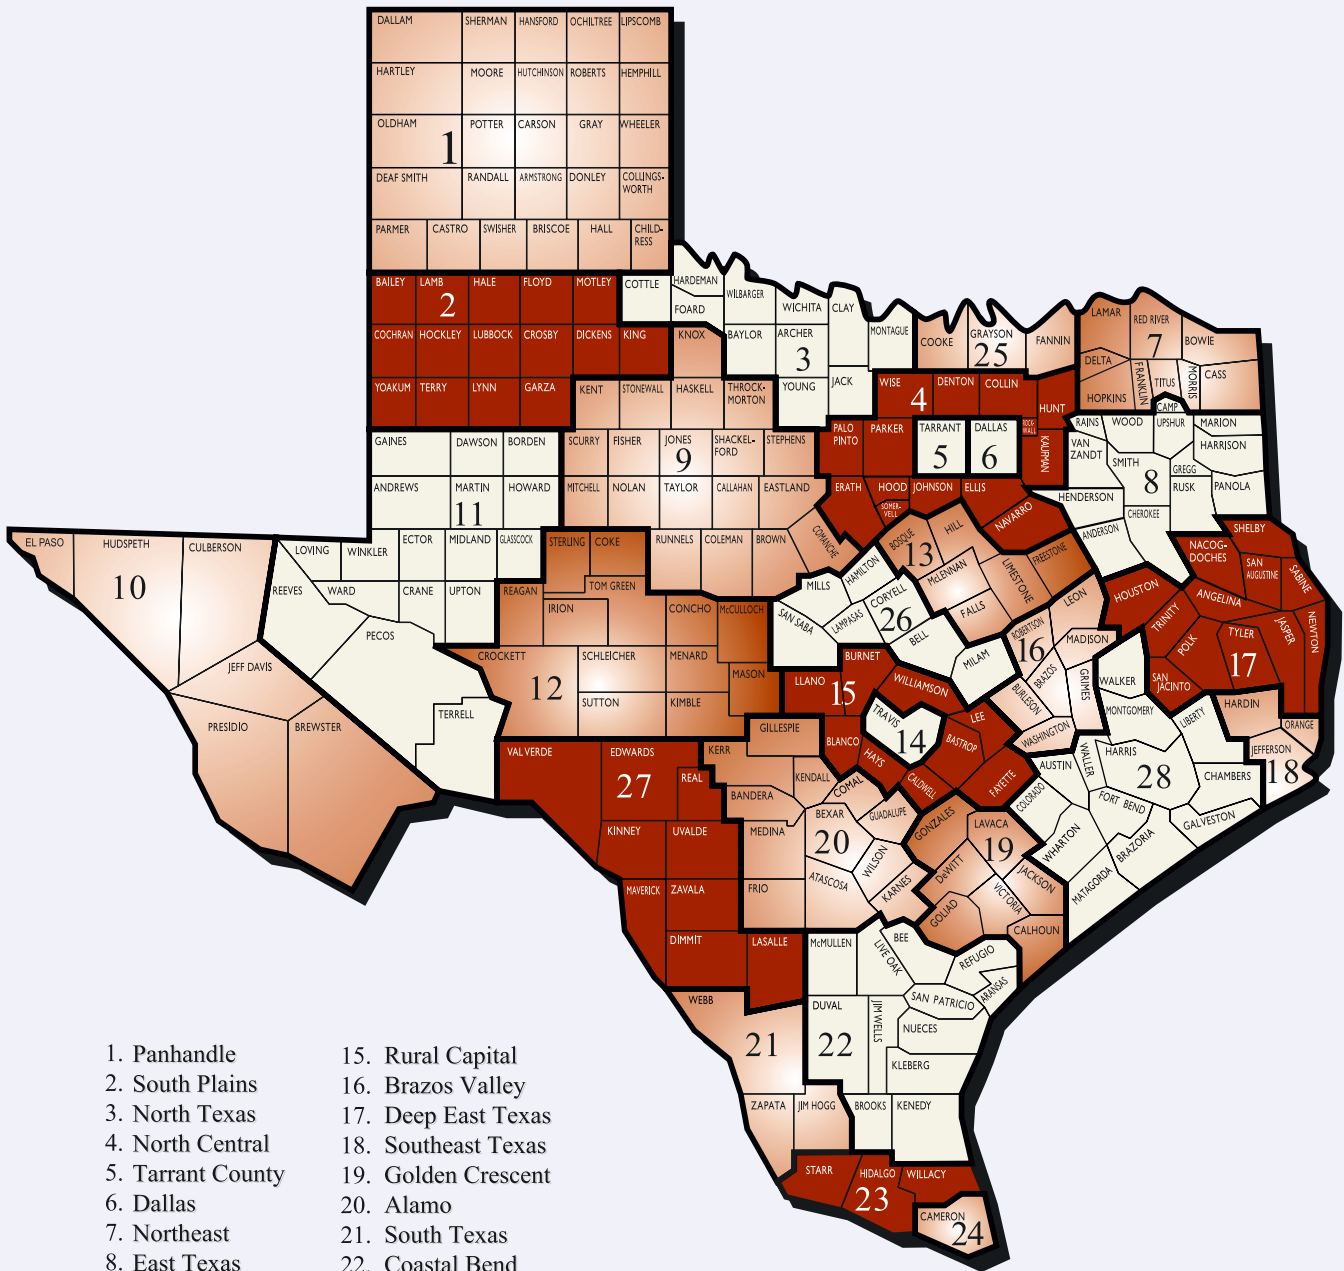 DALLAM SHERMAN HANSFORD OCHILTREE LIPSCOMB
HARTLEY MOORE HUTCHINSON ROBERTS HEMPHILL
OLDHAM POTTER CARSON GRAY WHEELER
1
DEAF SMITH RANDALL ARMSTRONG DONLEY COLLINGS-
WORTH
PARMER CASTRO SWISHER BRISCOE HALL CHILD-
RESS
BAILEY LAMB HALE FLOYD MOTLEY
2
COCHRAN HOCKLEY LUBBOCK CROSBY DICKENS KING
YOAKUM TERRY LYNN GARZA
COTTLE HARDEMAN
FOARD WILBARGER WICHITA CLAY MONTAGUE
BAYLOR ARCHER
3
YOUNG JACK
COOKE GRAYSON FANNIN
25
LAMAR RED RIVER BOWIE
7
DELTA FRANKLIN TITUS MORRIS CASS
HOPKINS CAMP
WISE DENTON COLLIN HUNT
4
PALO
PINTO PARKER ROCK-
WALL KAUFMAN
TARRANT
5
DALLAS
6
ERATH HOOD JOHNSON ELLIS
SOMER-
VELL NAVARRO
RAINS WOOD UPSHUR MARION
VAN
ZANDT HARRISON
SMITH GREGG
8
RUSK PANOLA
HENDERSON CHEROKEE
ANDERSON
KNOX
KENT STONEWALL HASKELL THROCK-
MORTON
SCURRY FISHER JONES SHACKEL-
FORD STEPHENS
9
MITCHELL NOLAN TAYLOR CALLAHAN EASTLAND
RUNNELS COLEMAN BROWN COMANCHE
GAINES DAWSON BORDEN
ANDREWS MARTIN HOWARD
11
LOVING WINKLER ECTOR MIDLAND GLASSCOCK
REEVES WARD CRANE UPTON
PECOS
TERRELL
EL PASO HUDSPETH CULBERSON
10
JEFF DAVIS
PRESIDIO BREWSTER
STERLING COKE
REAGAN TOM GREEN
IRION CONCHO McCULLOCH
CROCKETT SCHLEICHER MENARD
12
MASON
SUTTON KIMBLE
BOSQUE HILL
13
McLENNAN LIMESTONE FREESTONE
FALLS
MILLS HAMILTON
SAN SABA LAMPASAS CORYELL
26
BELL
MILAM
LEON
ROBERTSON MADISON
16
BRAZOS GRIMES
BURLESON
WASHINGTON
SHELBY
NACOG-
DOCHES SAN
AUGUSTINE SABINE
HOUSTON ANGELINA
TRINITY POLK TYLER JASPER NEWTON
17
SAN
JACINTO
HARDIN ORANGE
JEFFERSON
18
BURNET
LLANO 15 WILLIAMSON
BLANCO HAYS LEE
BASTROP
CALDWELL FAYETTE
TRAVIS
14
WALKER
MONTGOMERY LIBERTY
AUSTIN WALLER HARRIS
28
CHAMBERS
COLORADO FORT BEND GALVESTON
WHARTON BRAZORIA
MATAGORDA
VAL VERDE EDWARDS REAL
27
KINNEY UVALDE
MAVERICK ZAVALA
DIMMIT LASALLE
GILLESPIE
KERR KENDALL
BANDERA COMAL
BEXAR GUADALUPE
MEDINA 20
WILSON
FRIO ATASCOSA KARNES
GONZALES LAVACA
19
DeWITT JACKSON
VICTORIA
GOLIAD CALHOUN
McMULLEN LIVE OAK BEE
REFUGIO
ARANSAS
DUVAL JIM WELLS SAN PATRICIO
22 NUECES
KLEBERG
BROOKS KENEDY
WEBB
21
ZAPATA JIM HOGG
STARR HIDALGO WILLACY
23
CAMERON
24
1. Panhandle
2. South Plains
3. North Texas
4. North Central
5. Tarrant County
6. Dallas
7. Northeast
8. East Texas
15. Rural Capital
16. Brazos Valley
17. Deep East Texas
18. Southeast Texas
19. Golden Crescent
20. Alamo
21. South Texas
22. Coastal Bend